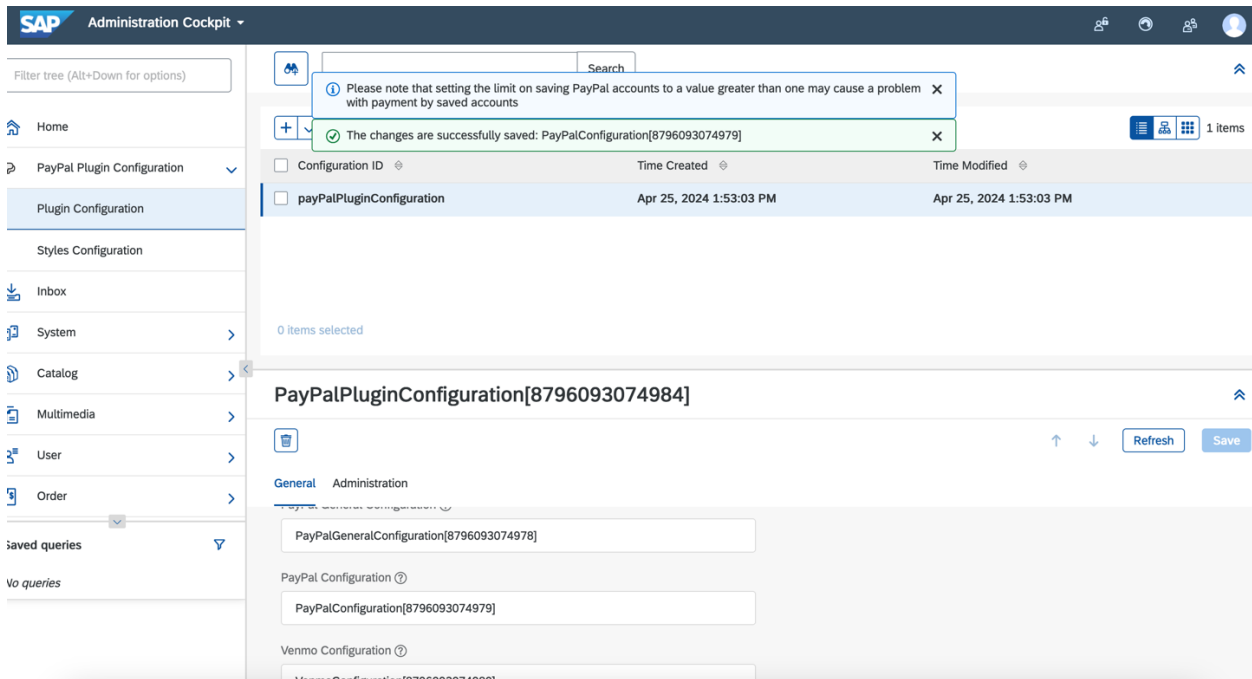 SAP Administration Cockpit
Filter tree (Alt+Down for options)
Home
PayPal Plugin Configuration
Plugin Configuration
Styles Configuration
Inbox
System
Catalog
Multimedia
User
Order
Saved queries
No queries
Search
Please note that setting the limit on saving PayPal accounts to a value greater than one may cause a problem
with payment by saved accounts
The changes are successfully saved: PayPalConfiguration[8796093074979]
1 items
Configuration ID Time Created Time Modified
payPalPluginConfiguration Apr 25, 2024 1:53:03 PM Apr 25, 2024 1:53:03 PM
0 items selected
PayPalPluginConfiguration[8796093074984]
Refresh Save
General Administration
PayPal General Configuration
PayPalGeneralConfiguration[8796093074978]
PayPal Configuration
PayPalConfiguration[8796093074979]
Venmo Configuration